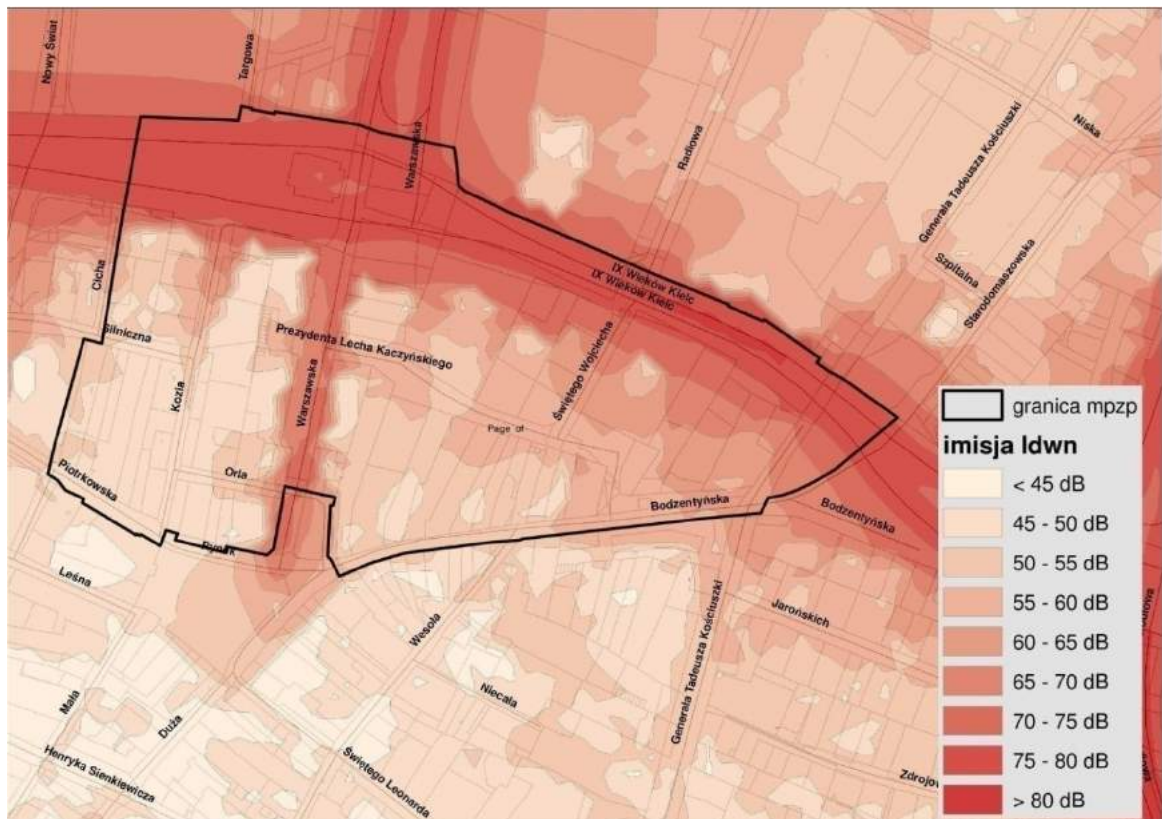 Nowy Świat
Targowa
Warszawska
Radiowa
Niska
Generała Tadeusza Kościuszki
Szpitalna
Starodomaszowska
Cicha
IX Wieków Kielc
IX Wieków Kielc
Silniczna
Prezydenta Lecha Kaczyńskiego
Świętego Wojciecha
Kozia
Warszawska
Page of
Piotrkowska
Orla
Bodzentyńska
Bodzentyńska
Rynek
Leśna
Wesoła
Generała Tadeusza Kościuszki
Jarońskich
Mała
Duża
Niecała
Henryka Sienkiewicza
Świętego Leonarda
granica mpzp
imisja ldwn
< 45 dB
45 - 50 dB
50 - 55 dB
55 - 60 dB
60 - 65 dB
65 - 70 dB
70 - 75 dB
75 - 80 dB
> 80 dB